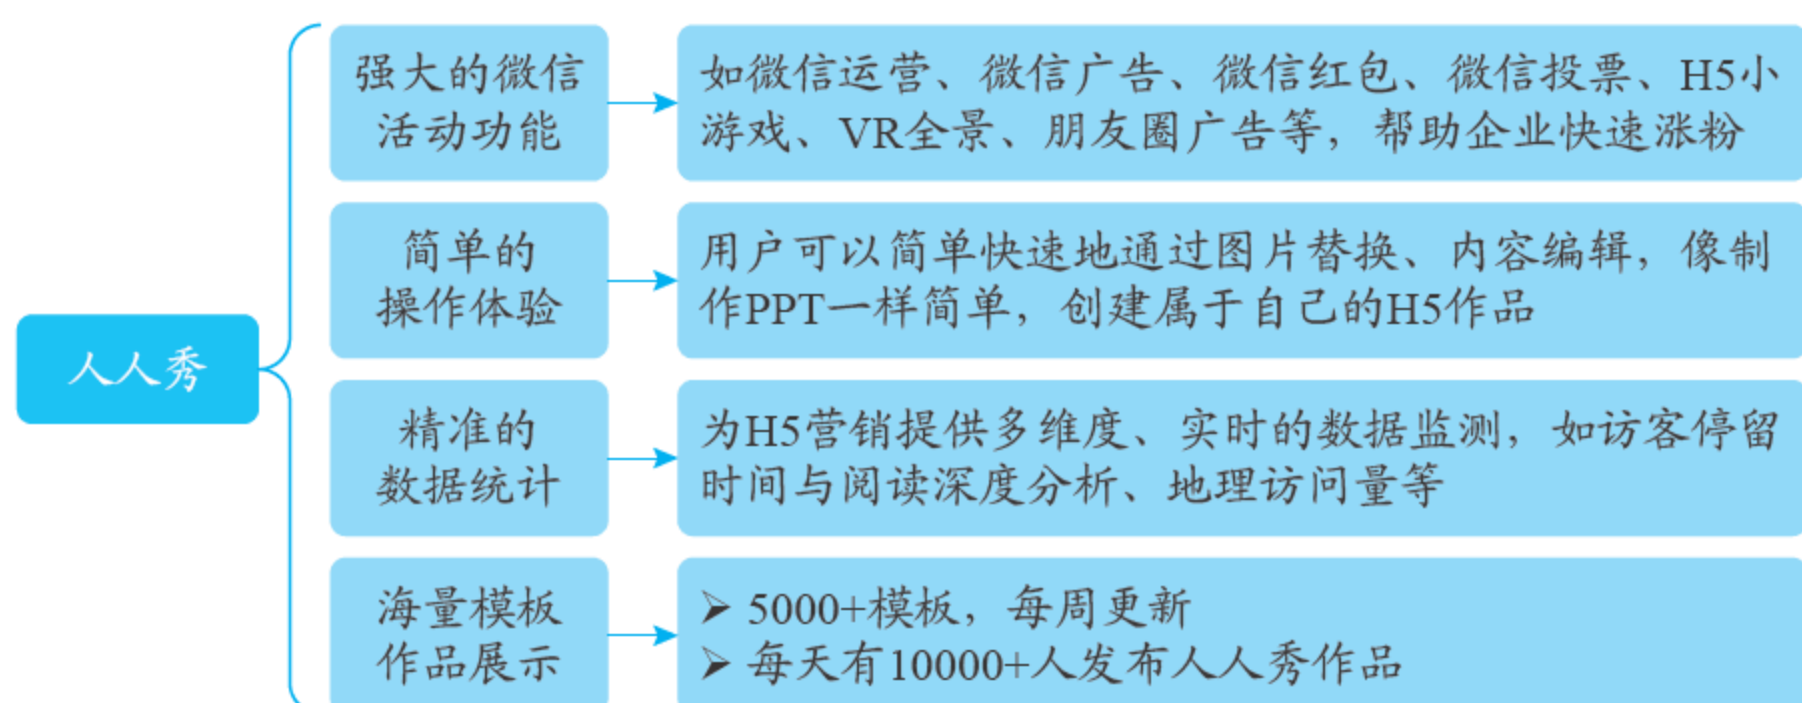 人人秀
强大的微信
活动功能
如微信运营、微信广告、微信红包、微信投票、H5小
游戏、VR全景、朋友圈广告等，帮助企业快速涨粉
简单的
操作体验
用户可以简单快速地通过图片替换、内容编辑，像制
作PPT一样简单，创建属于自己的H5作品
精准的
数据统计
为H5营销提供多维度、实时的数据监测，如访客停留
时间与阅读深度分析、地理访问量等
海量模板
作品展示
➢ 5000+模板，每周更新
➢ 每天有10000+人发布人人秀作品